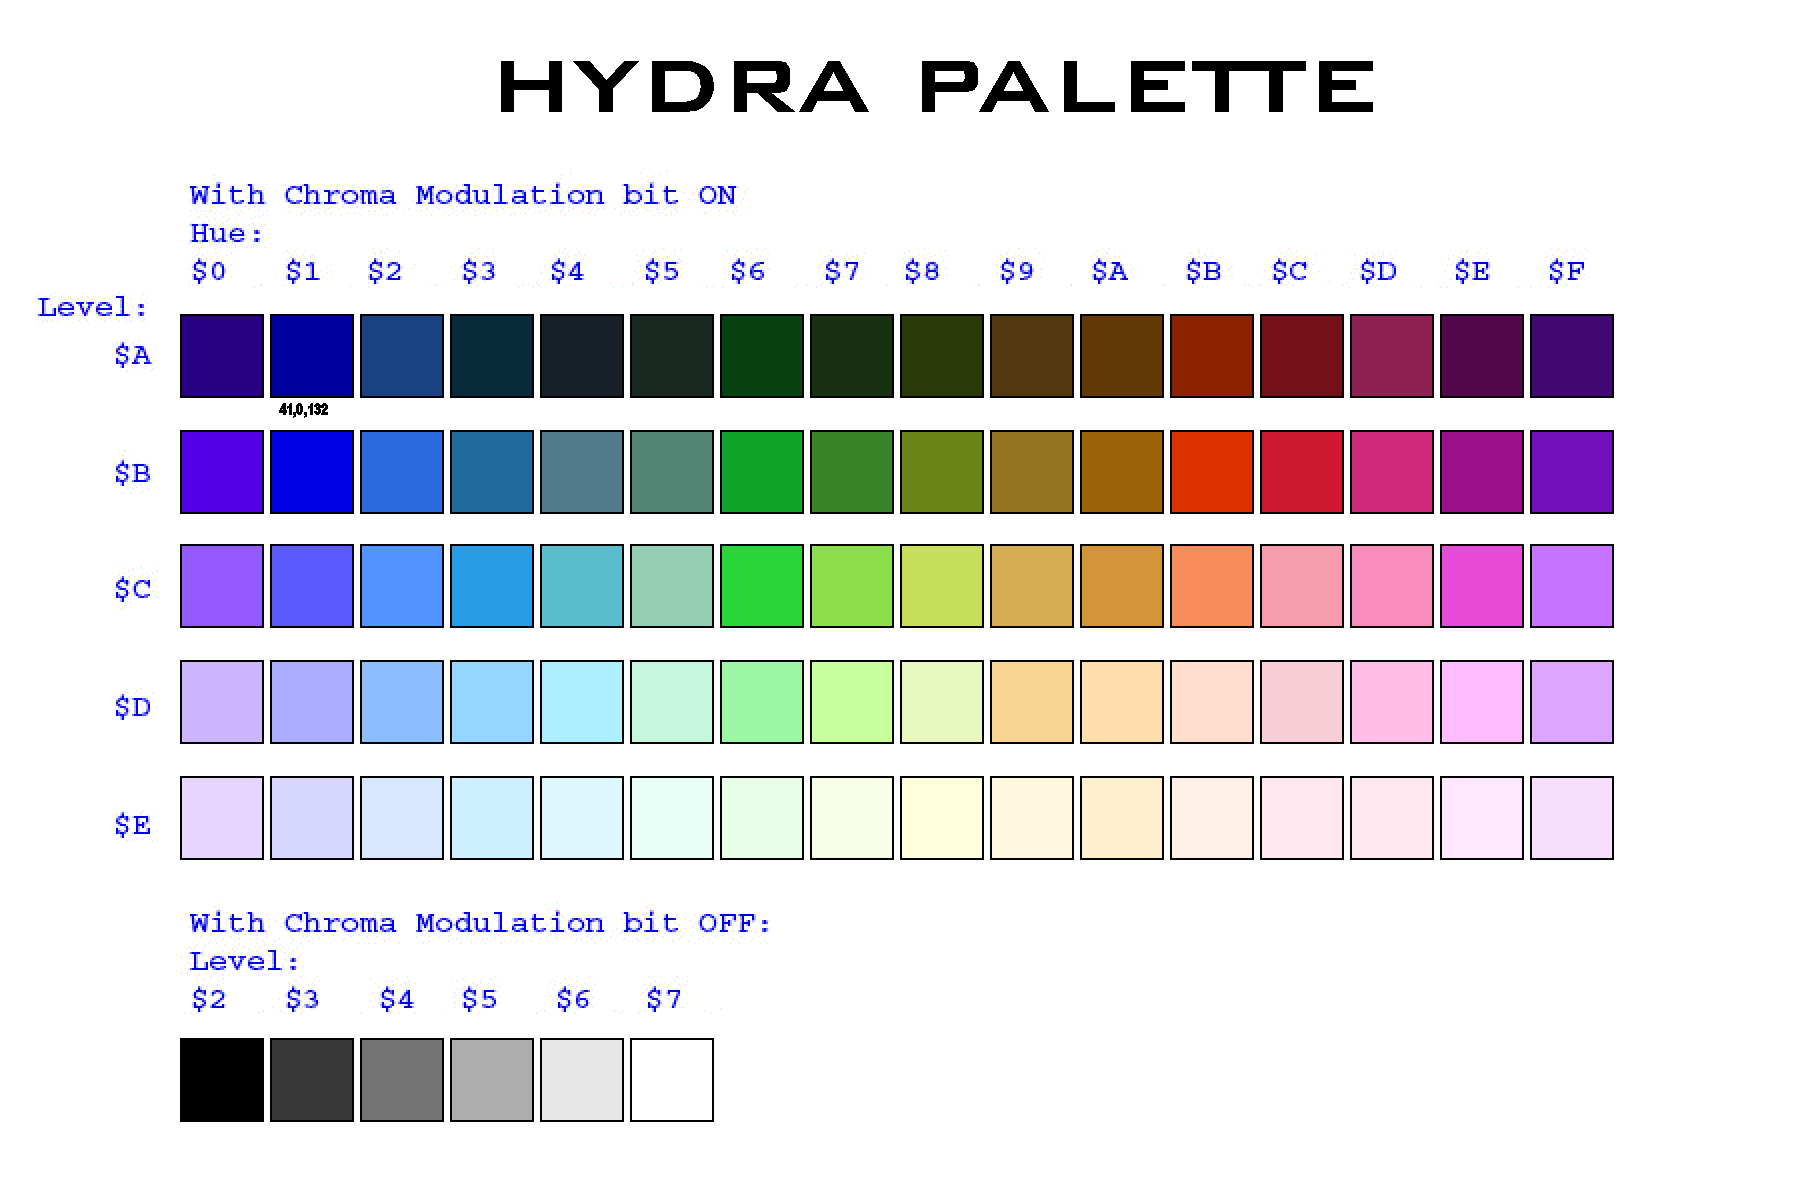 HYDRA PALETTE
With Chroma Modulation bit ON
Hue:
$0 $1 $2 $3 $4 $5 $6 $7 $8 $9 $A $B $C $D $E $F
Level:
$A
41,0,132
$B
$C
$D
$E
With Chroma Modulation bit OFF:
Level:
$2 $3 $4 $5 $6 $7